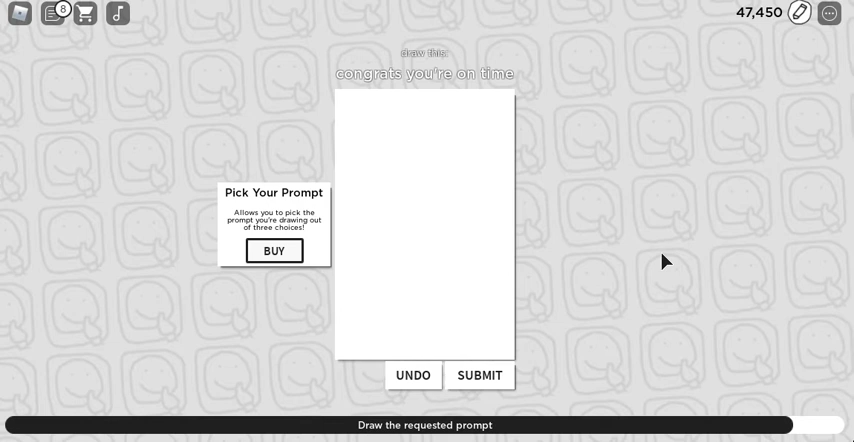 8
47,450
draw this:
congrats you're on time
Pick Your Prompt
Allows you to pick the
prompt you're drawing out
of three choices!
BUY
UNDO
SUBMIT
Draw the requested prompt